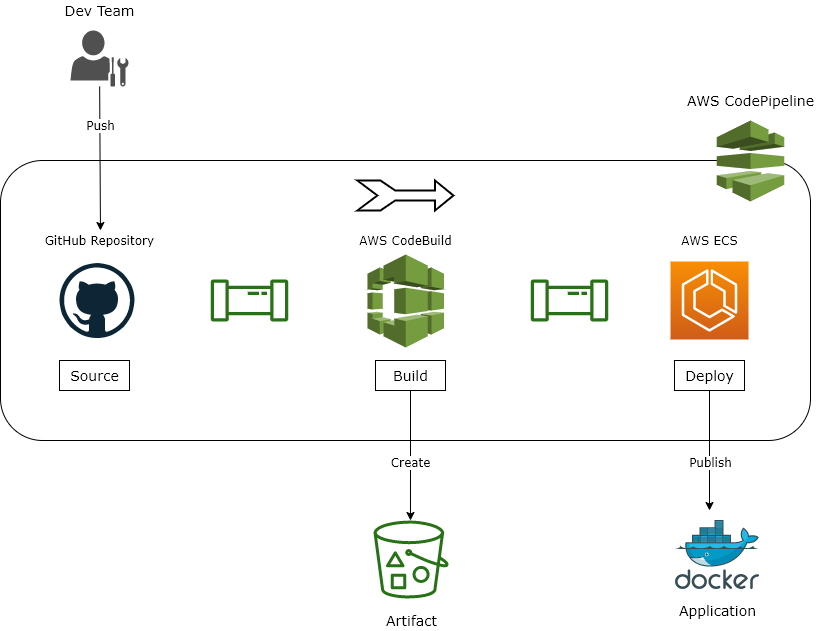 Dev Team
AWS CodePipeline
Push
GitHub Repository
AWS CodeBuild
AWS ECS
Source
Build
Deploy
Create
Publish
docker
Application
Artifact